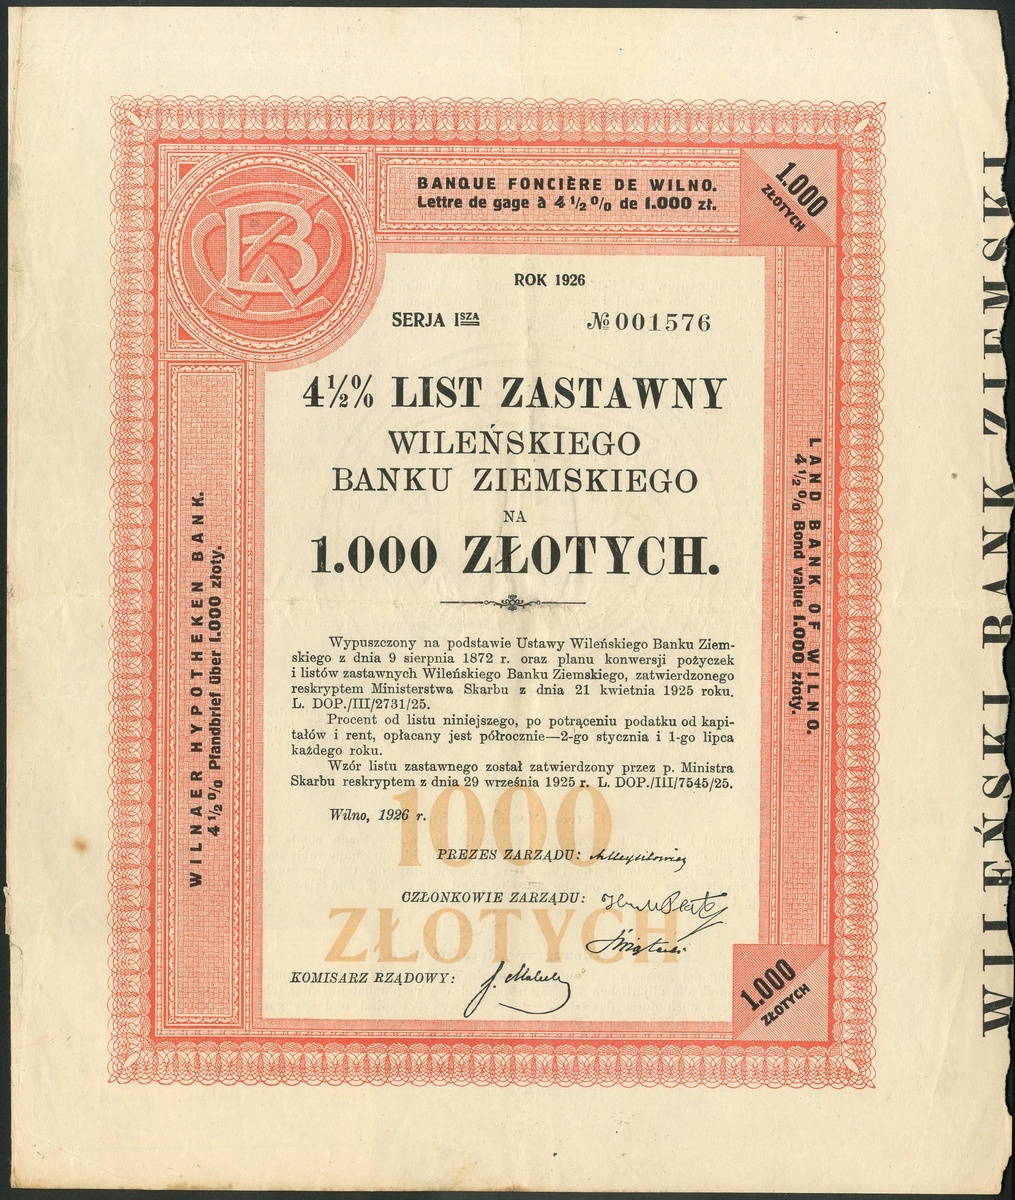 BANQUE FONCIÈRE DE WILNO.
Lettre de gage à 4 ½ % de 1.000 zł.
1.000
ZŁOTYCH
ROK 1926
SERJA ISZA
№ 001576
4½% LIST ZASTAWNY
WILEŃSKIEGO
BANKU ZIEMSKIEGO
NA
1.000 ZŁOTYCH.
Wypuszczony na podstawie Ustawy Wileńskiego Banku Ziem-
skiego z dnia 9 sierpnia 1872 r. oraz planu konwersji pożyczek
i listów zastawnych Wileńskiego Banku Ziemskiego, zatwierdzonego
reskryptem Ministerstwa Skarbu z dnia 21 kwietnia 1925 roku.
L. DOP./III/2731/25.
Procent od listu niniejszego, po potrąceniu podatku od kapi-
tałów i rent, opłacany jest półrocznie—2-go stycznia i 1-go lipca
każdego roku.
Wzór listu zastawnego został zatwierdzony przez p. Ministra
Skarbu reskryptem z dnia 29 września 1925 r. L. DOP./III/7545/25.
1000
ZŁOTYCH
Wilno, 1926 r.
PREZES ZARZĄDU:
CZŁONKOWIE ZARZĄDU:
KOMISARZ RZĄDOWY:
1.000
ZŁOTYCH
WILNAER HYPOTHEKEN BANK.
4 ½ % Pfandbrief über 1.000 złoty.
LAND BANK OF WILNO.
4 ½ % Bond value 1.000 złoty.
WILEŃSKI BANK ZIEMSKI